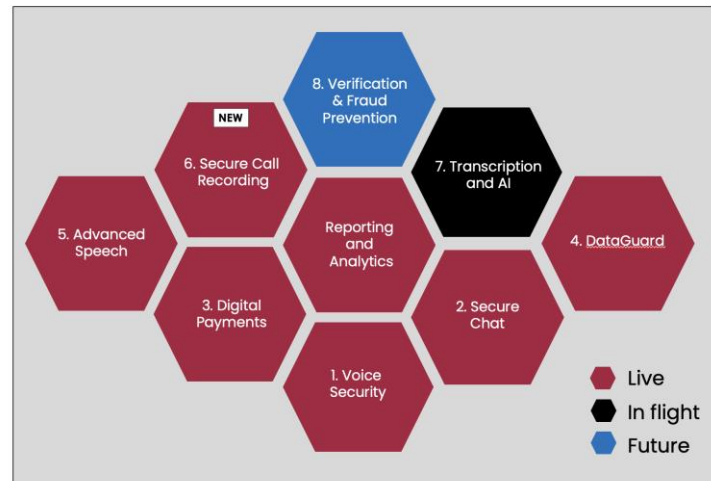 8. Verification
& Fraud
Prevention
NEW
6. Secure Call
Recording
7. Transcription
and AI
5. Advanced
Speech
Reporting
and
Analytics
4. DataGuard
3. Digital
Payments
2. Secure
Chat
1. Voice
Security
Live
In flight
Future